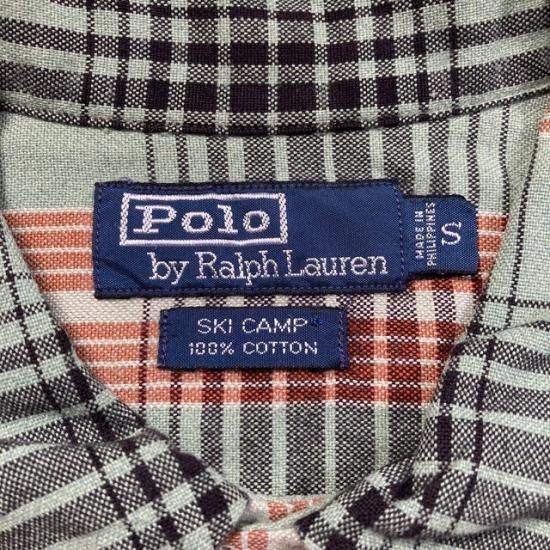 Polo
by Ralph Lauren
MADE IN
PHILIPPINES
S
SKI CAMP*
100% COTTON